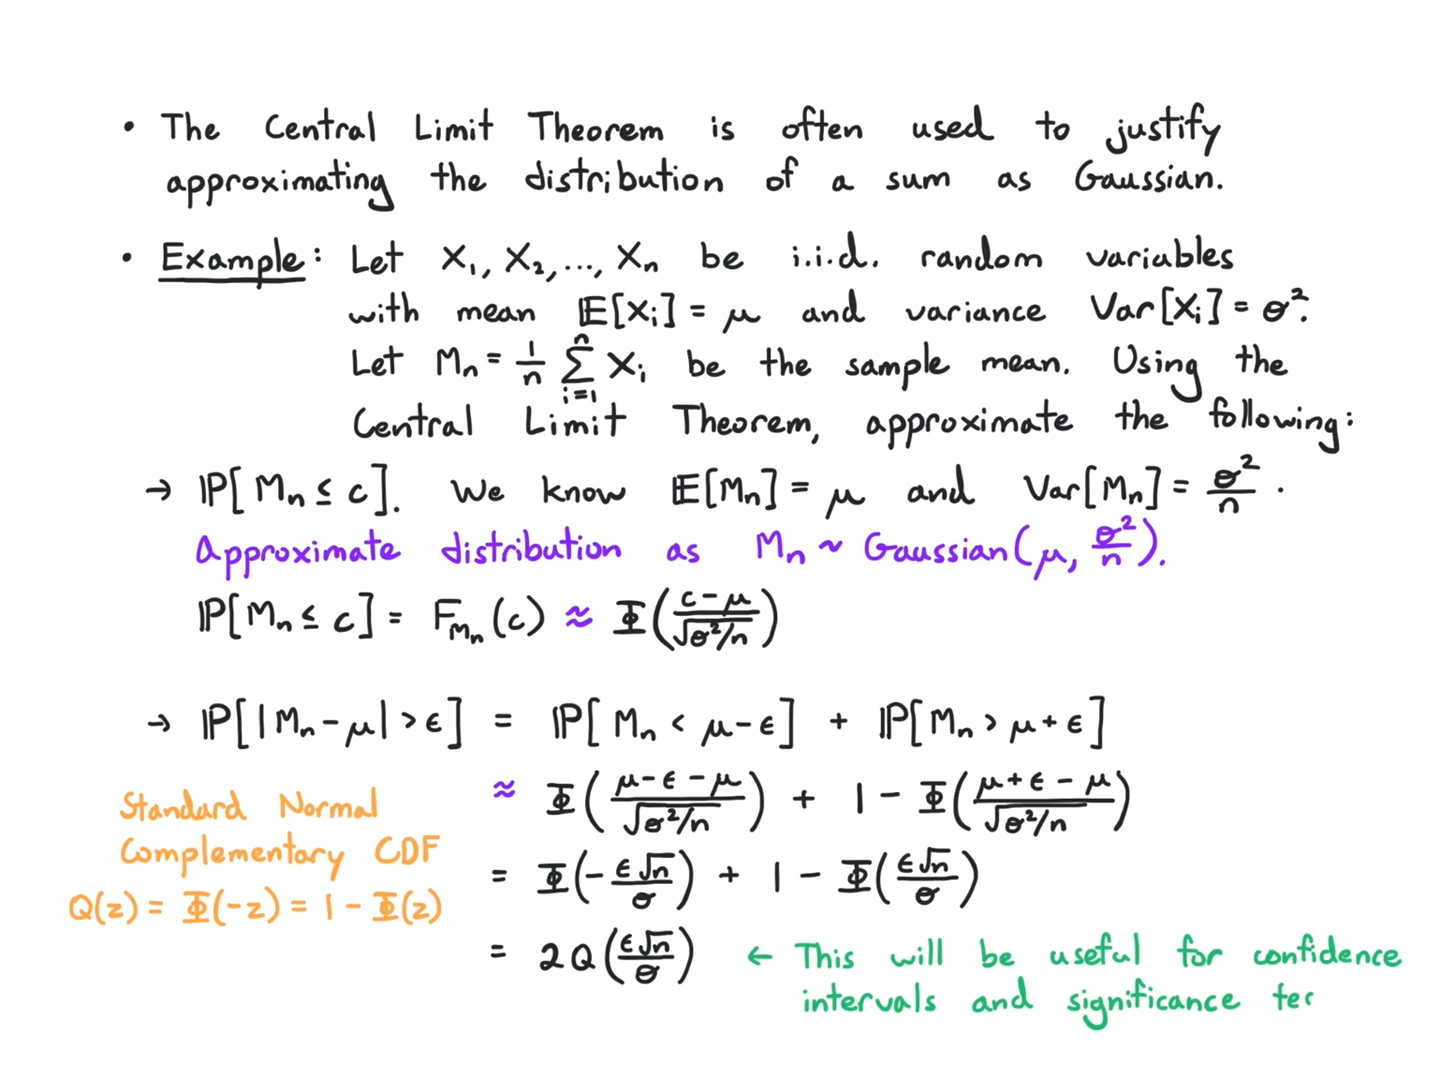 • The Central Limit Theorem is often used to justify
approximating the distribution of a sum as Gaussian.
• Example: Let X₁, X₂, ..., Xₙ be i.i.d. random variables
with mean 𝔼[Xᵢ] = μ and variance Var[Xᵢ] = σ².
Let Mₙ = 1/n ∑ᵢ₌₁ⁿ Xᵢ be the sample mean. Using the
Central Limit Theorem, approximate the following:
→ ℙ[Mₙ ≤ c]. We know 𝔼[Mₙ] = μ and Var[Mₙ] = σ²/n.
Approximate distribution as Mₙ ~ Gaussian(μ, σ²/n).
ℙ[Mₙ ≤ c] = F_Mₙ(c) ≈ Φ((c − μ)/√(σ²/n))
→ ℙ[|Mₙ − μ| > ϵ] = ℙ[Mₙ < μ − ϵ] + ℙ[Mₙ > μ + ϵ]
≈ Φ((μ − ϵ − μ)/√(σ²/n)) + 1 − Φ((μ + ϵ − μ)/√(σ²/n))
= Φ(−ϵ√n/σ) + 1 − Φ(ϵ√n/σ)
= 2Q(ϵ√n/σ)
Standard Normal
Complementary CDF
Q(z) = Φ(−z) = 1 − Φ(z)
← This will be useful for confidence
intervals and significance